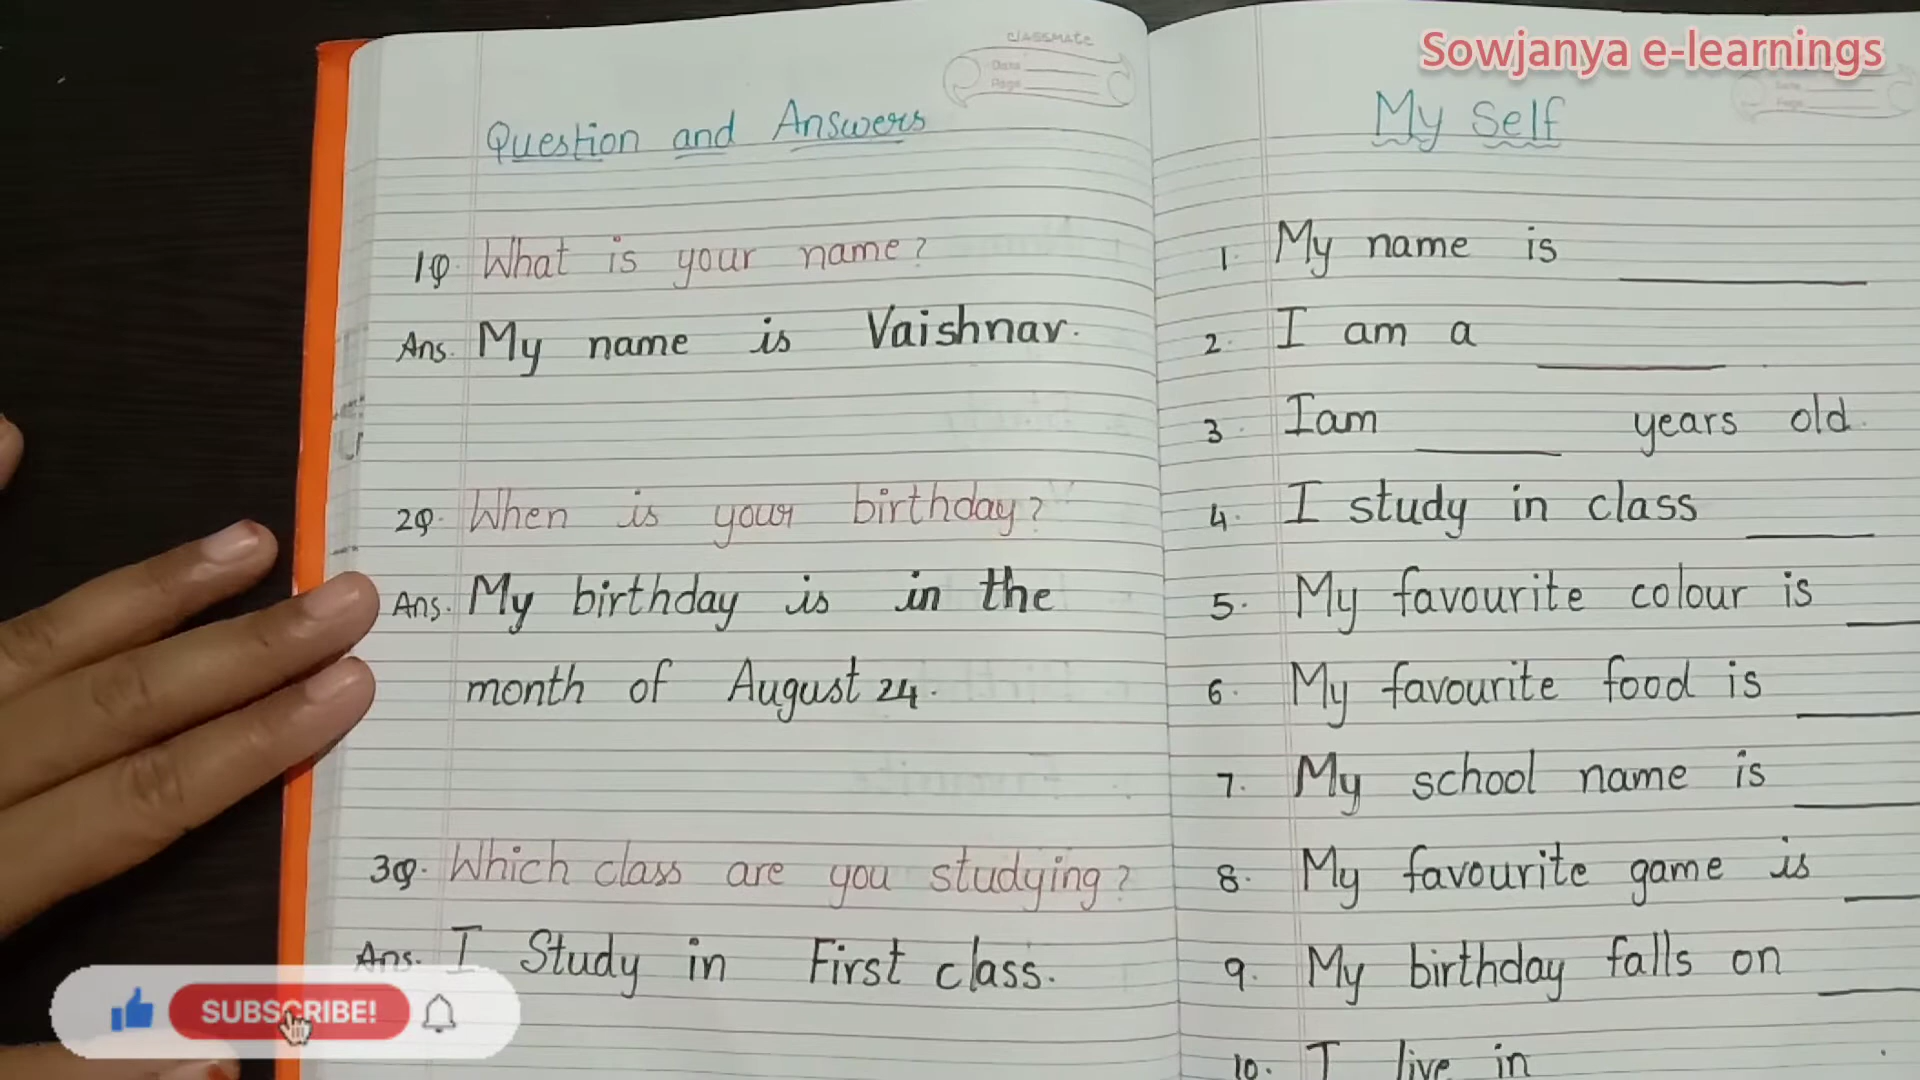 Sowjanya e-learnings
classmate
Date
Page
Question and Answers
1Q. What is your name?
Ans. My name is Vaishnav.
2Q. When is your birthday?
Ans. My birthday is in the
month of August 24.
3Q. Which class are you studying?
Ans. I Study in First class.
SUBSCRIBE!
My Self
1. My name is
2. I am a
3. I am years old.
4. I study in class
5. My favourite colour is
6. My favourite food is
7. My school name is
8. My favourite game is
9. My birthday falls on
10. I live in